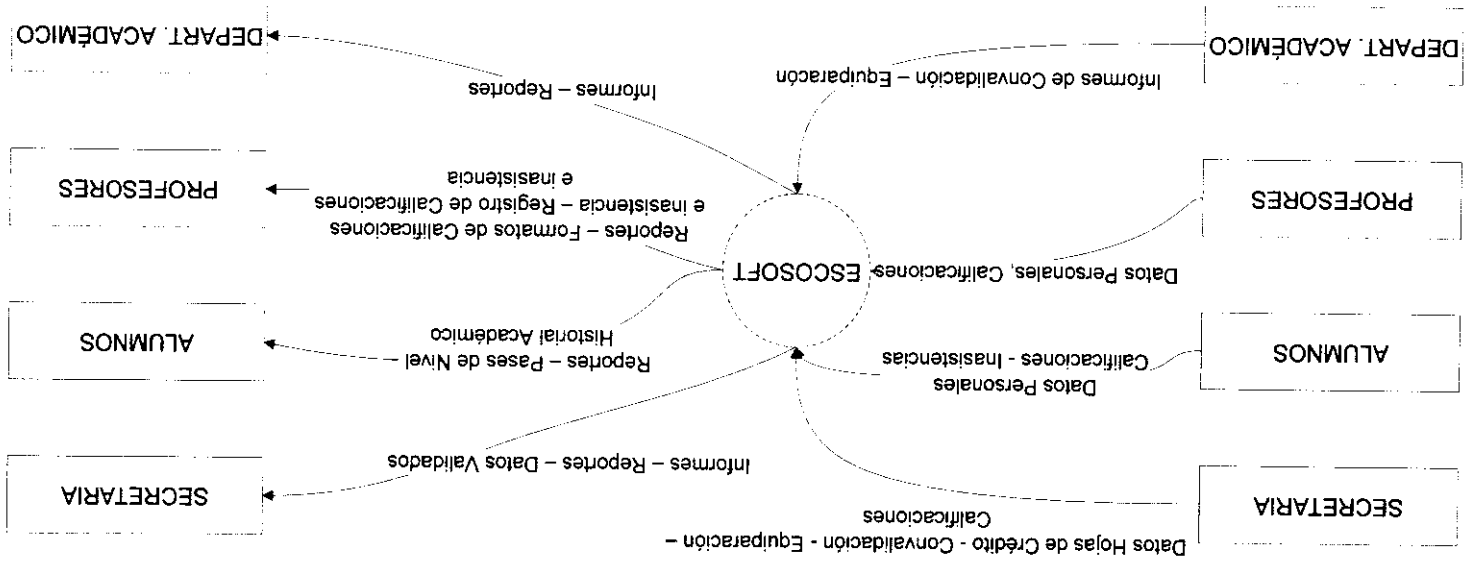 Datos Hojas de Crédito - Convalidación - Equiparación –
Calificaciones
SECRETARIA
Informes – Reportes – Datos Validados
SECRETARIA
ALUMNOS
Datos Personales
Calificaciones - Inasistencias
Reportes – Pases de Nivel
Historial Académico
ALUMNOS
PROFESORES
Datos Personales, Calificaciones
ESCOSOFT
Reportes – Formatos de Calificaciones
e inasistencia – Registro de Calificaciones
e inasistencia
PROFESORES
DEPART. ACADÉMICO
Informes de Convalidación – Equiparacón
Informes – Reportes
DEPART. ACADÉMICO